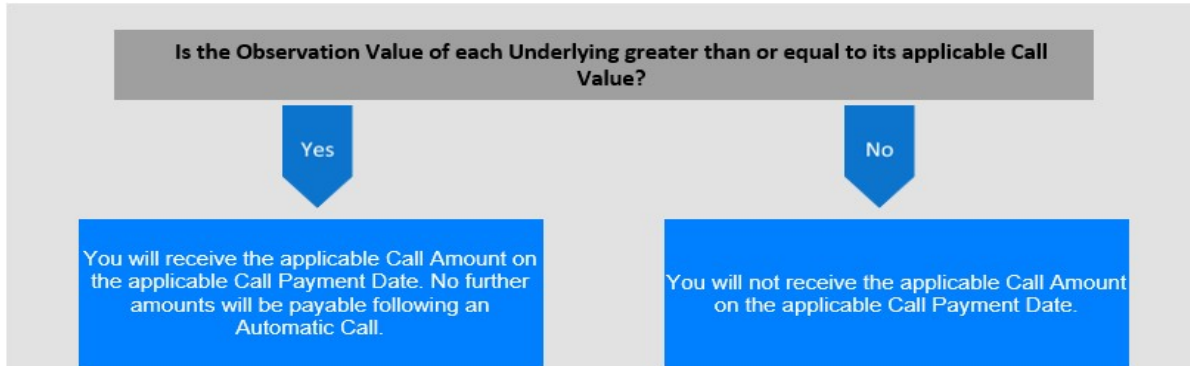 Is the Observation Value of each Underlying greater than or equal to its applicable Call
Value?
Yes
No
You will receive the applicable Call Amount on
the applicable Call Payment Date. No further
amounts will be payable following an
Automatic Call.
You will not receive the applicable Call Amount
on the applicable Call Payment Date.